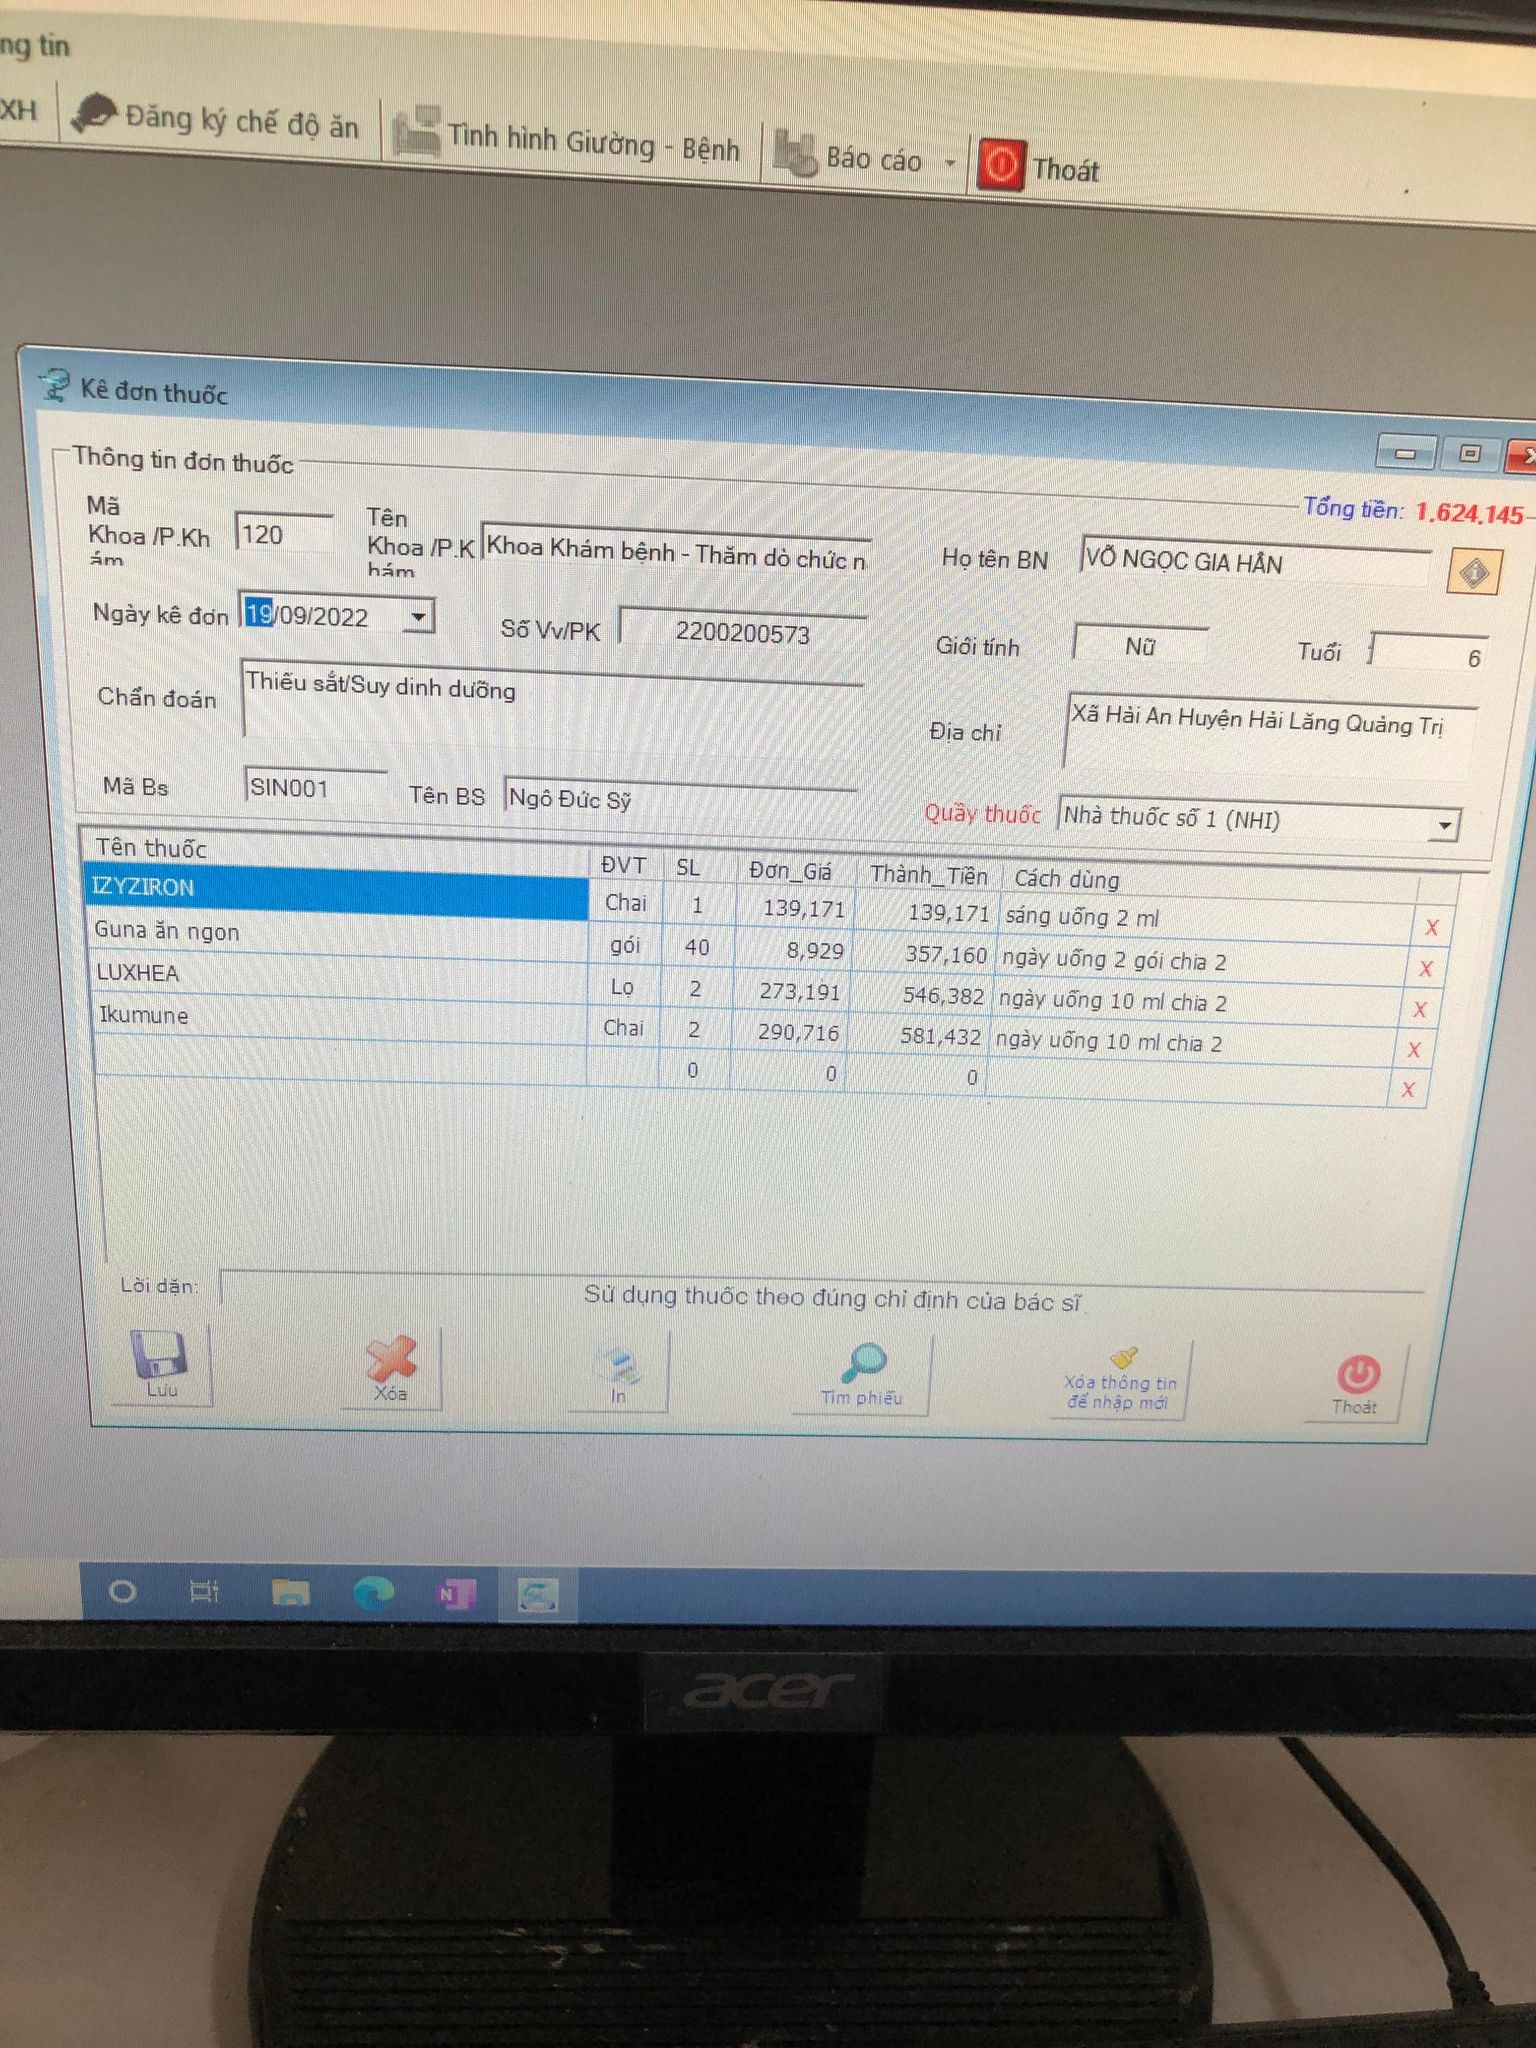 ng tin
XH Đăng ký chế độ ăn Tình hình Giường - Bệnh Báo cáo Thoát
Kê đơn thuốc
Thông tin đơn thuốc
Tổng tiền: 1,624,145
Mã Khoa /P.Khám 120 Tên Khoa /P.Khám Khoa Khám bệnh - Thăm dò chức n Họ tên BN VÕ NGỌC GIA HÂN
Ngày kê đơn 19/09/2022 Số Vv/PK 2200200573 Giới tính Nữ Tuổi 6
Chẩn đoán Thiếu sắt/Suy dinh dưỡng Địa chỉ Xã Hải An Huyện Hải Lăng Quảng Trị
Mã Bs SIN001 Tên BS Ngô Đức Sỹ Quầy thuốc Nhà thuốc số 1 (NHI)
Tên thuốc ĐVT SL Đơn_Giá Thành_Tiền Cách dùng
IZYZIRON Chai 1 139,171 139,171 sáng uống 2 ml X
Guna ăn ngon gói 40 8,929 357,160 ngày uống 2 gói chia 2 X
LUXHEA Lọ 2 273,191 546,382 ngày uống 10 ml chia 2 X
Ikumune Chai 2 290,716 581,432 ngày uống 10 ml chia 2 X
0 0 0 X
Lời dặn: Sử dụng thuốc theo đúng chỉ định của bác sĩ
Lưu Xóa In Tìm phiếu Xóa thông tin để nhập mới Thoát
N
acer